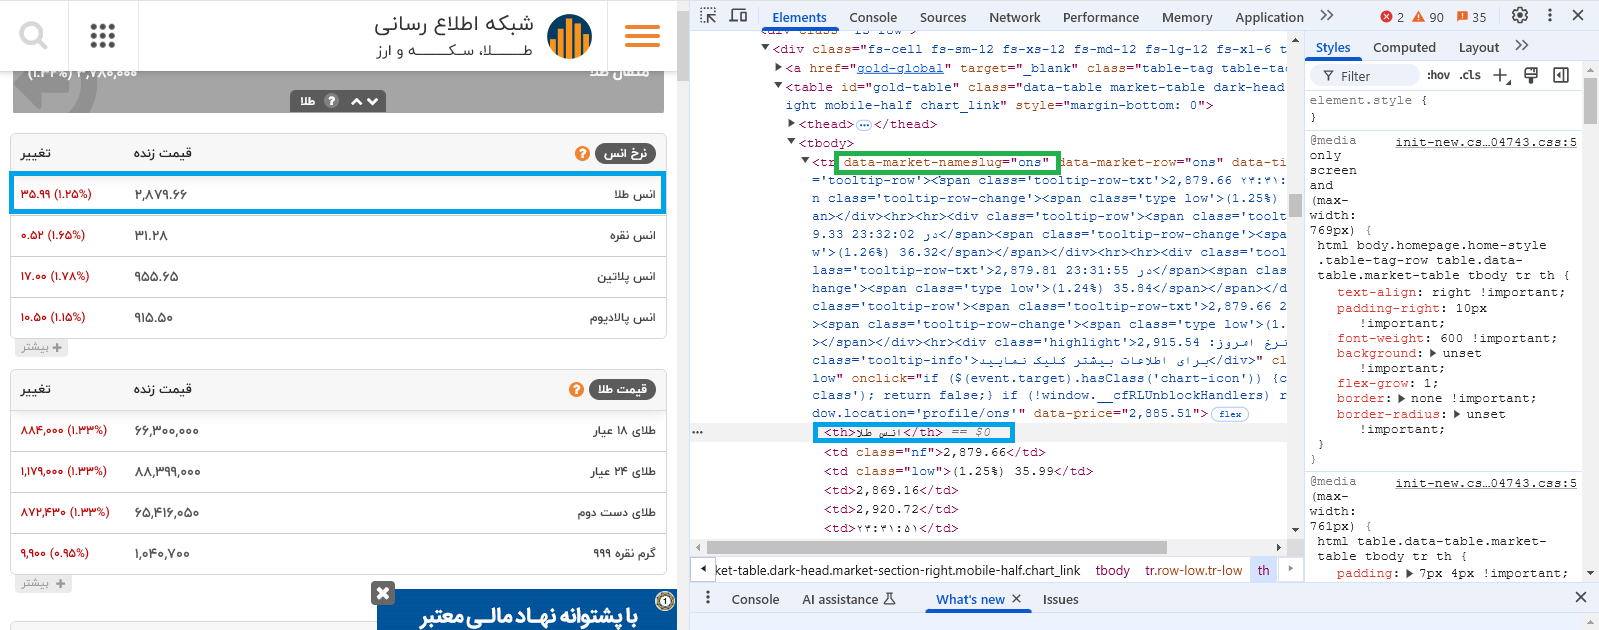 شبکه اطلاع رسانی
طـــلا، سـکـــه و ارز
مثقال طلا
طلا
نرخ انس قیمت زنده تغییر
انس طلا ۲,۸۷۹.۶۶ ۳۵.۹۹ (۱.۲۵%)
انس نقره ۳۱.۲۸ ۰.۵۲ (۱.۶۵%)
انس پلاتین ۹۵۵.۶۵ ۱۷.۰۰ (۱.۷۸%)
انس پالادیوم ۹۱۵.۵۰ ۱۰.۵۰ (۱.۱۵%)
+ بیشتر
قیمت طلا قیمت زنده تغییر
طلای ۱۸ عیار ۶۶,۳۰۰,۰۰۰ ۸۸۴,۰۰۰ (۱.۳۳%)
طلای ۲۴ عیار ۸۸,۳۹۹,۰۰۰ ۱,۱۷۹,۰۰۰ (۱.۳۳%)
طلای دست دوم ۶۵,۴۱۶,۰۵۰ ۸۷۲,۴۳۰ (۱.۳۳%)
گرم نقره ۹۹۹ ۱,۰۴۰,۷۰۰ ۹,۹۰۰ (۰.۹۵%)
+ بیشتر
با پشتوانه نهـاد مالـی معتبر
Elements Console Sources Network Performance Memory Application 2 90 35
<div class="fs-cell fs-sm-12 fs-xs-12 fs-md-12 fs-lg-12 fs-xl-6 t
<a href="gold-global" target="_blank" class="table-tag table-tag
<table id="gold-table" class="data-table market-table dark-head
ight mobile-half chart_link" style="margin-bottom: 0">
<thead>…</thead>
<tbody>
<tr data-market-nameslug="ons" data-market-row="ons" data-ti
='tooltip-row'><span class='tooltip-row-txt'>2,879.66 ۲۳:۳۱:
n class='tooltip-row-change'><span class='type low'>(1.25%)
an></div><hr><hr><div class='tooltip-row'><span class='toolt
9.33 23:32:02 در</span><span class='tooltip-row-change'><spa
w'>(1.26%) 36.32</span></span></div><hr><div class='tooltip-
lass='tooltip-row-txt'>2,879.81 23:31:55 در</span><span clas
hange'><span class='type low'>(1.24%) 35.84</span></span></d
class='tooltip-row'><span class='tooltip-row-txt'>2,879.66 2
><span class='tooltip-row-change'><span class='type low'>(1.
></span></div><hr><div class='highlight'>2,915.54 :نرخ امروز
class='tooltip-info'>برای اطلاعات بیشتر کلیک نمایید</div>" cl
low" onclick="if ($(event.target).hasClass('chart-icon')) {c
class'); return false;} if (!window.__cfRLUnblockHandlers) r
dow.location='profile/ons'" data-price="2,885.51"> flex
<th>انس طلا</th> == $0
<td class="nf">2,879.66</td>
<td class="low">(1.25%) 35.99</td>
<td>2,869.16</td>
<td>2,920.72</td>
<td>۲۳:۳۱:۵۱</td>
ket-table.dark-head.market-section-right.mobile-half.chart_link tbody tr.row-low.tr-low th
Console AI assistance What's new Issues
Styles Computed Layout
Filter :hov .cls
element.style {
}
@media init-new.cs…04743.css:5
only
screen
and
(max-
width:
769px) {
html body.homepage.home-style
.table-tag-row table.data-
table.market-table tbody tr th {
text-align: right !important;
padding-right: 10px
!important;
font-weight: 600 !important;
background: unset
!important;
flex-grow: 1;
border: none !important;
border-radius: unset
!important;
}
}
@media init-new.cs…04743.css:5
(max-
width:
761px) {
html table.data-table.market-
table tbody tr th {
padding: 7px 4px !important;